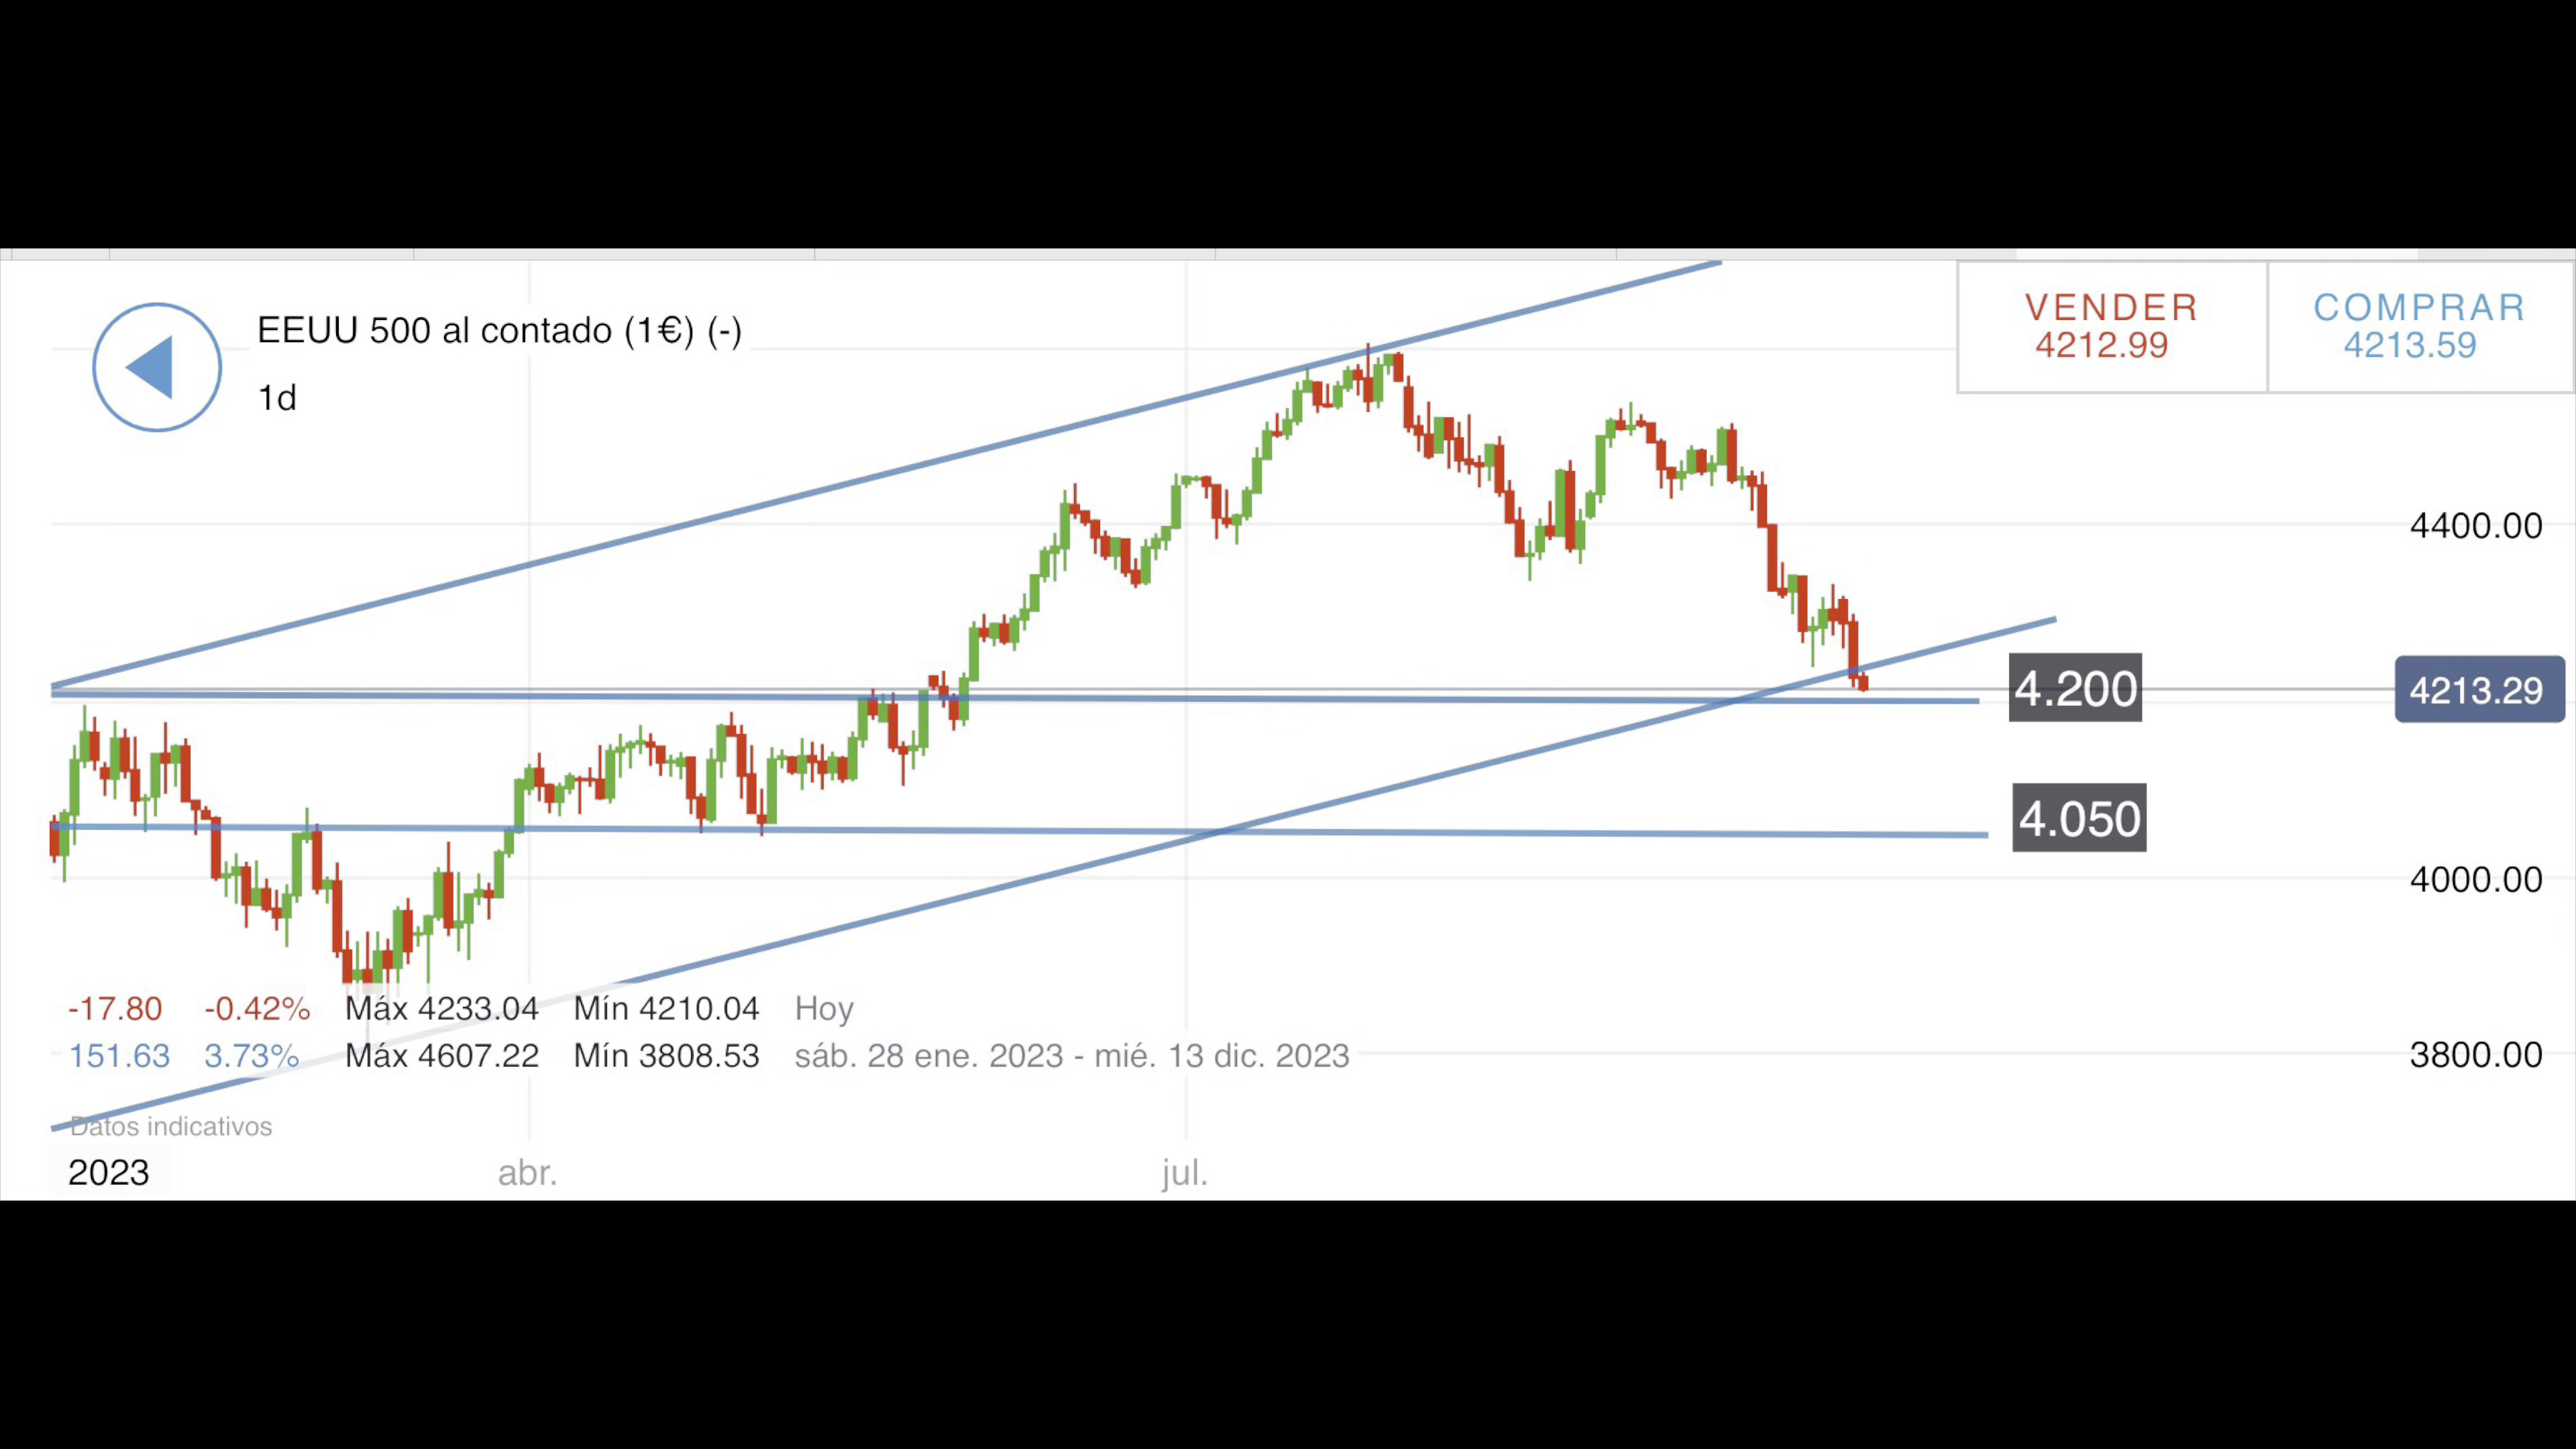 EEUU 500 al contado (1€) (-)
1d
VENDER
4212.99
COMPRAR
4213.59
4400.00
4.200
4213.29
4.050
4000.00
3800.00
-17.80 -0.42% Máx 4233.04 Mín 4210.04 Hoy
151.63 3.73% Máx 4607.22 Mín 3808.53 sáb. 28 ene. 2023 - mié. 13 dic. 2023
Datos indicativos
2023 abr. jul.